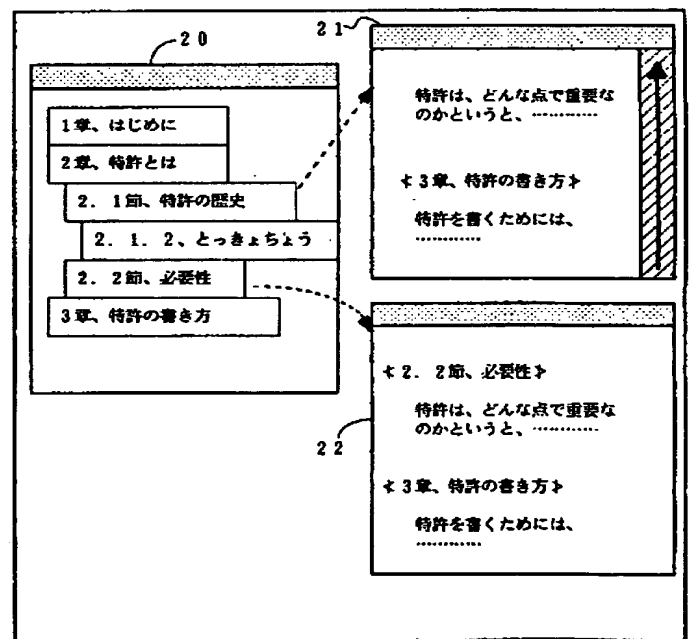 20
1章、はじめに
2章、特許とは
2．1節、特許の歴史
2．1．2、とっきょちょう
2．2節、必要性
3章、特許の書き方
21
特許は、どんな点で重要な
のかというと、…………
≮3章、特許の書き方≯
特許を書くためには、
…………
22
≮2．2節、必要性≯
特許は、どんな点で重要な
のかというと、…………
≮3章、特許の書き方≯
特許を書くためには、
…………